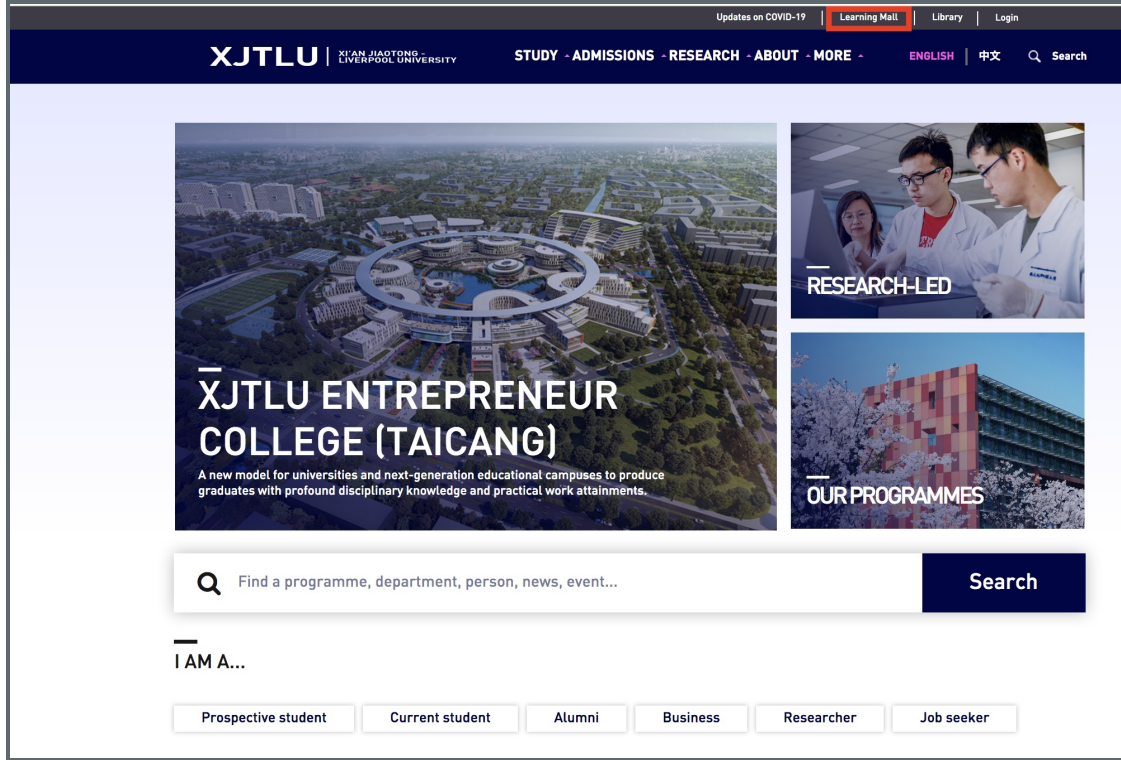 Updates on COVID-19 Learning Mall Library Login
XJTLU XI'AN JIAOTONG -
LIVERPOOL UNIVERSITY
STUDY ADMISSIONS RESEARCH ABOUT MORE ENGLISH 中文 Search
RESEARCH-LED
XJTLU ENTREPRENEUR
COLLEGE (TAICANG)
A new model for universities and next-generation educational campuses to produce
graduates with profound disciplinary knowledge and practical work attainments.
OUR PROGRAMMES
Find a programme, department, person, news, event...
Search
I AM A...
Prospective student Current student Alumni Business Researcher Job seeker